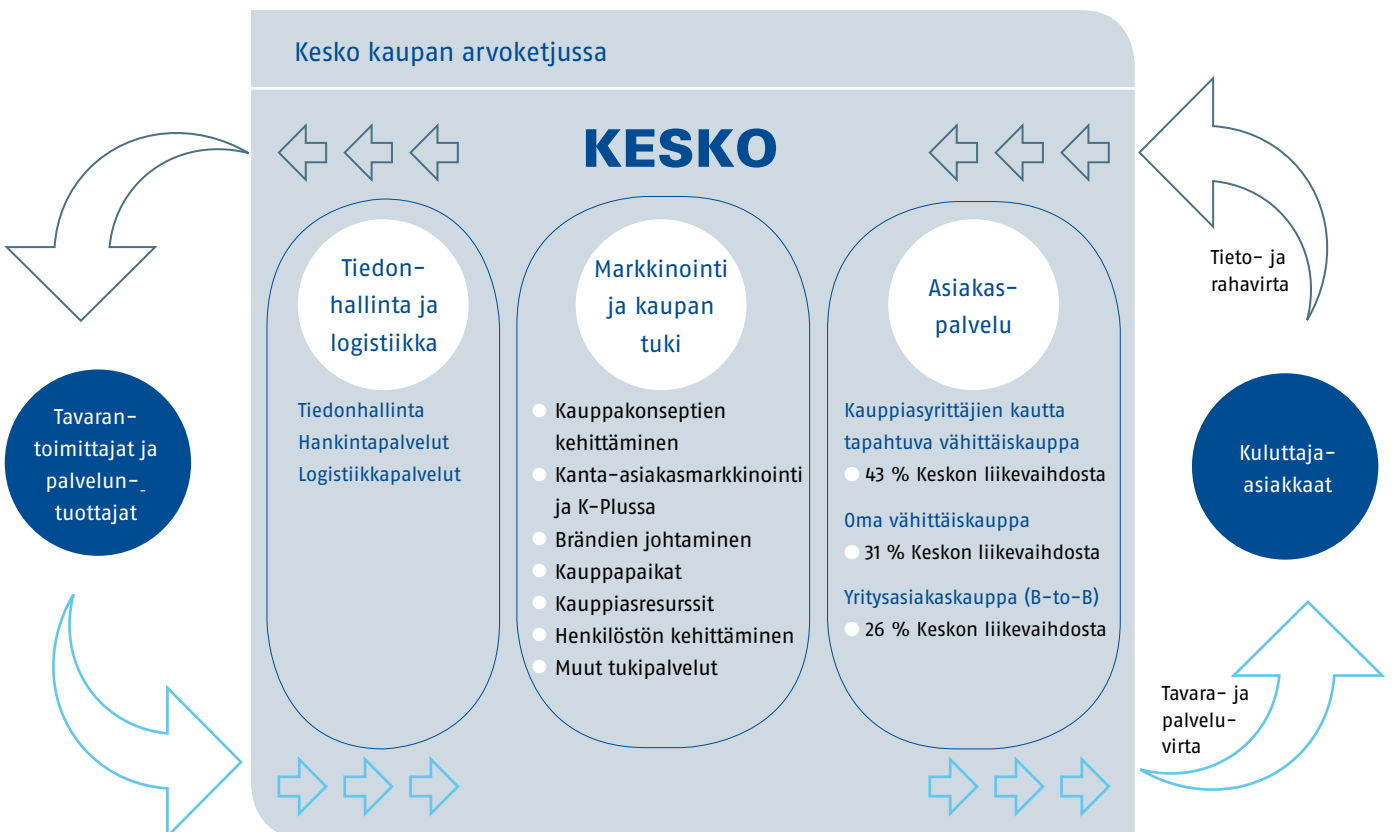 Kesko kaupan arvoketjussa
KESKO
Tiedon-
hallinta ja
logistiikka
Tiedonhallinta
Hankintapalvelut
Logistiikkapalvelut
Markkinointi
ja kaupan
tuki
Kauppakonseptien
kehittäminen
Kanta-asiakasmarkkinointi
ja K-Plussa
Brändien johtaminen
Kauppapaikat
Kauppiasresurssit
Henkilöstön kehittäminen
Muut tukipalvelut
Asiakas-
palvelu
Kauppiasyrittäjien kautta
tapahtuva vähittäiskauppa
43 % Keskon liikevaihdosta
Oma vähittäiskauppa
31 % Keskon liikevaihdosta
Yritysasiakaskauppa (B-to-B)
26 % Keskon liikevaihdosta
Tavaran-
toimittajat ja
palvelun-
tuottajat
Tieto- ja
rahavirta
Kuluttaja-
asiakkaat
Tavara- ja
palvelu-
virta